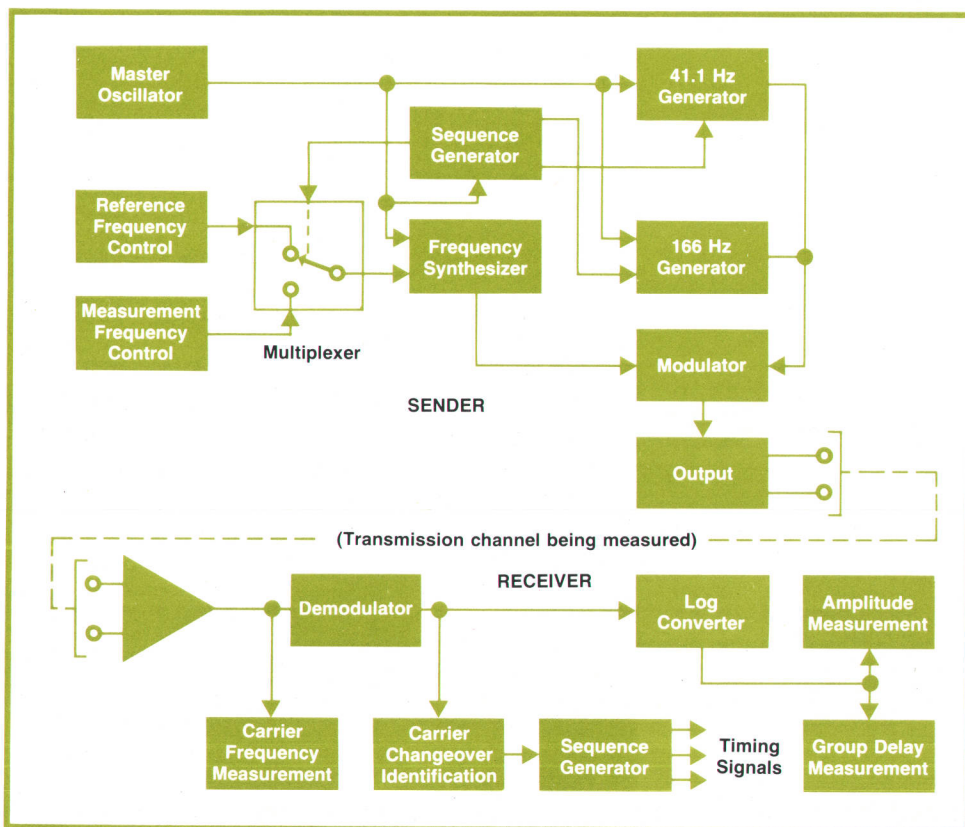 Master
Oscillator
41.1 Hz
Generator
Sequence
Generator
Reference
Frequency
Control
Frequency
Synthesizer
166 Hz
Generator
Measurement
Frequency
Control
Multiplexer
Modulator
SENDER
Output
(Transmission channel being measured)
RECEIVER
Demodulator
Log
Converter
Amplitude
Measurement
Carrier
Frequency
Measurement
Carrier
Changeover
Identification
Sequence
Generator
Timing
Signals
Group Delay
Measurement